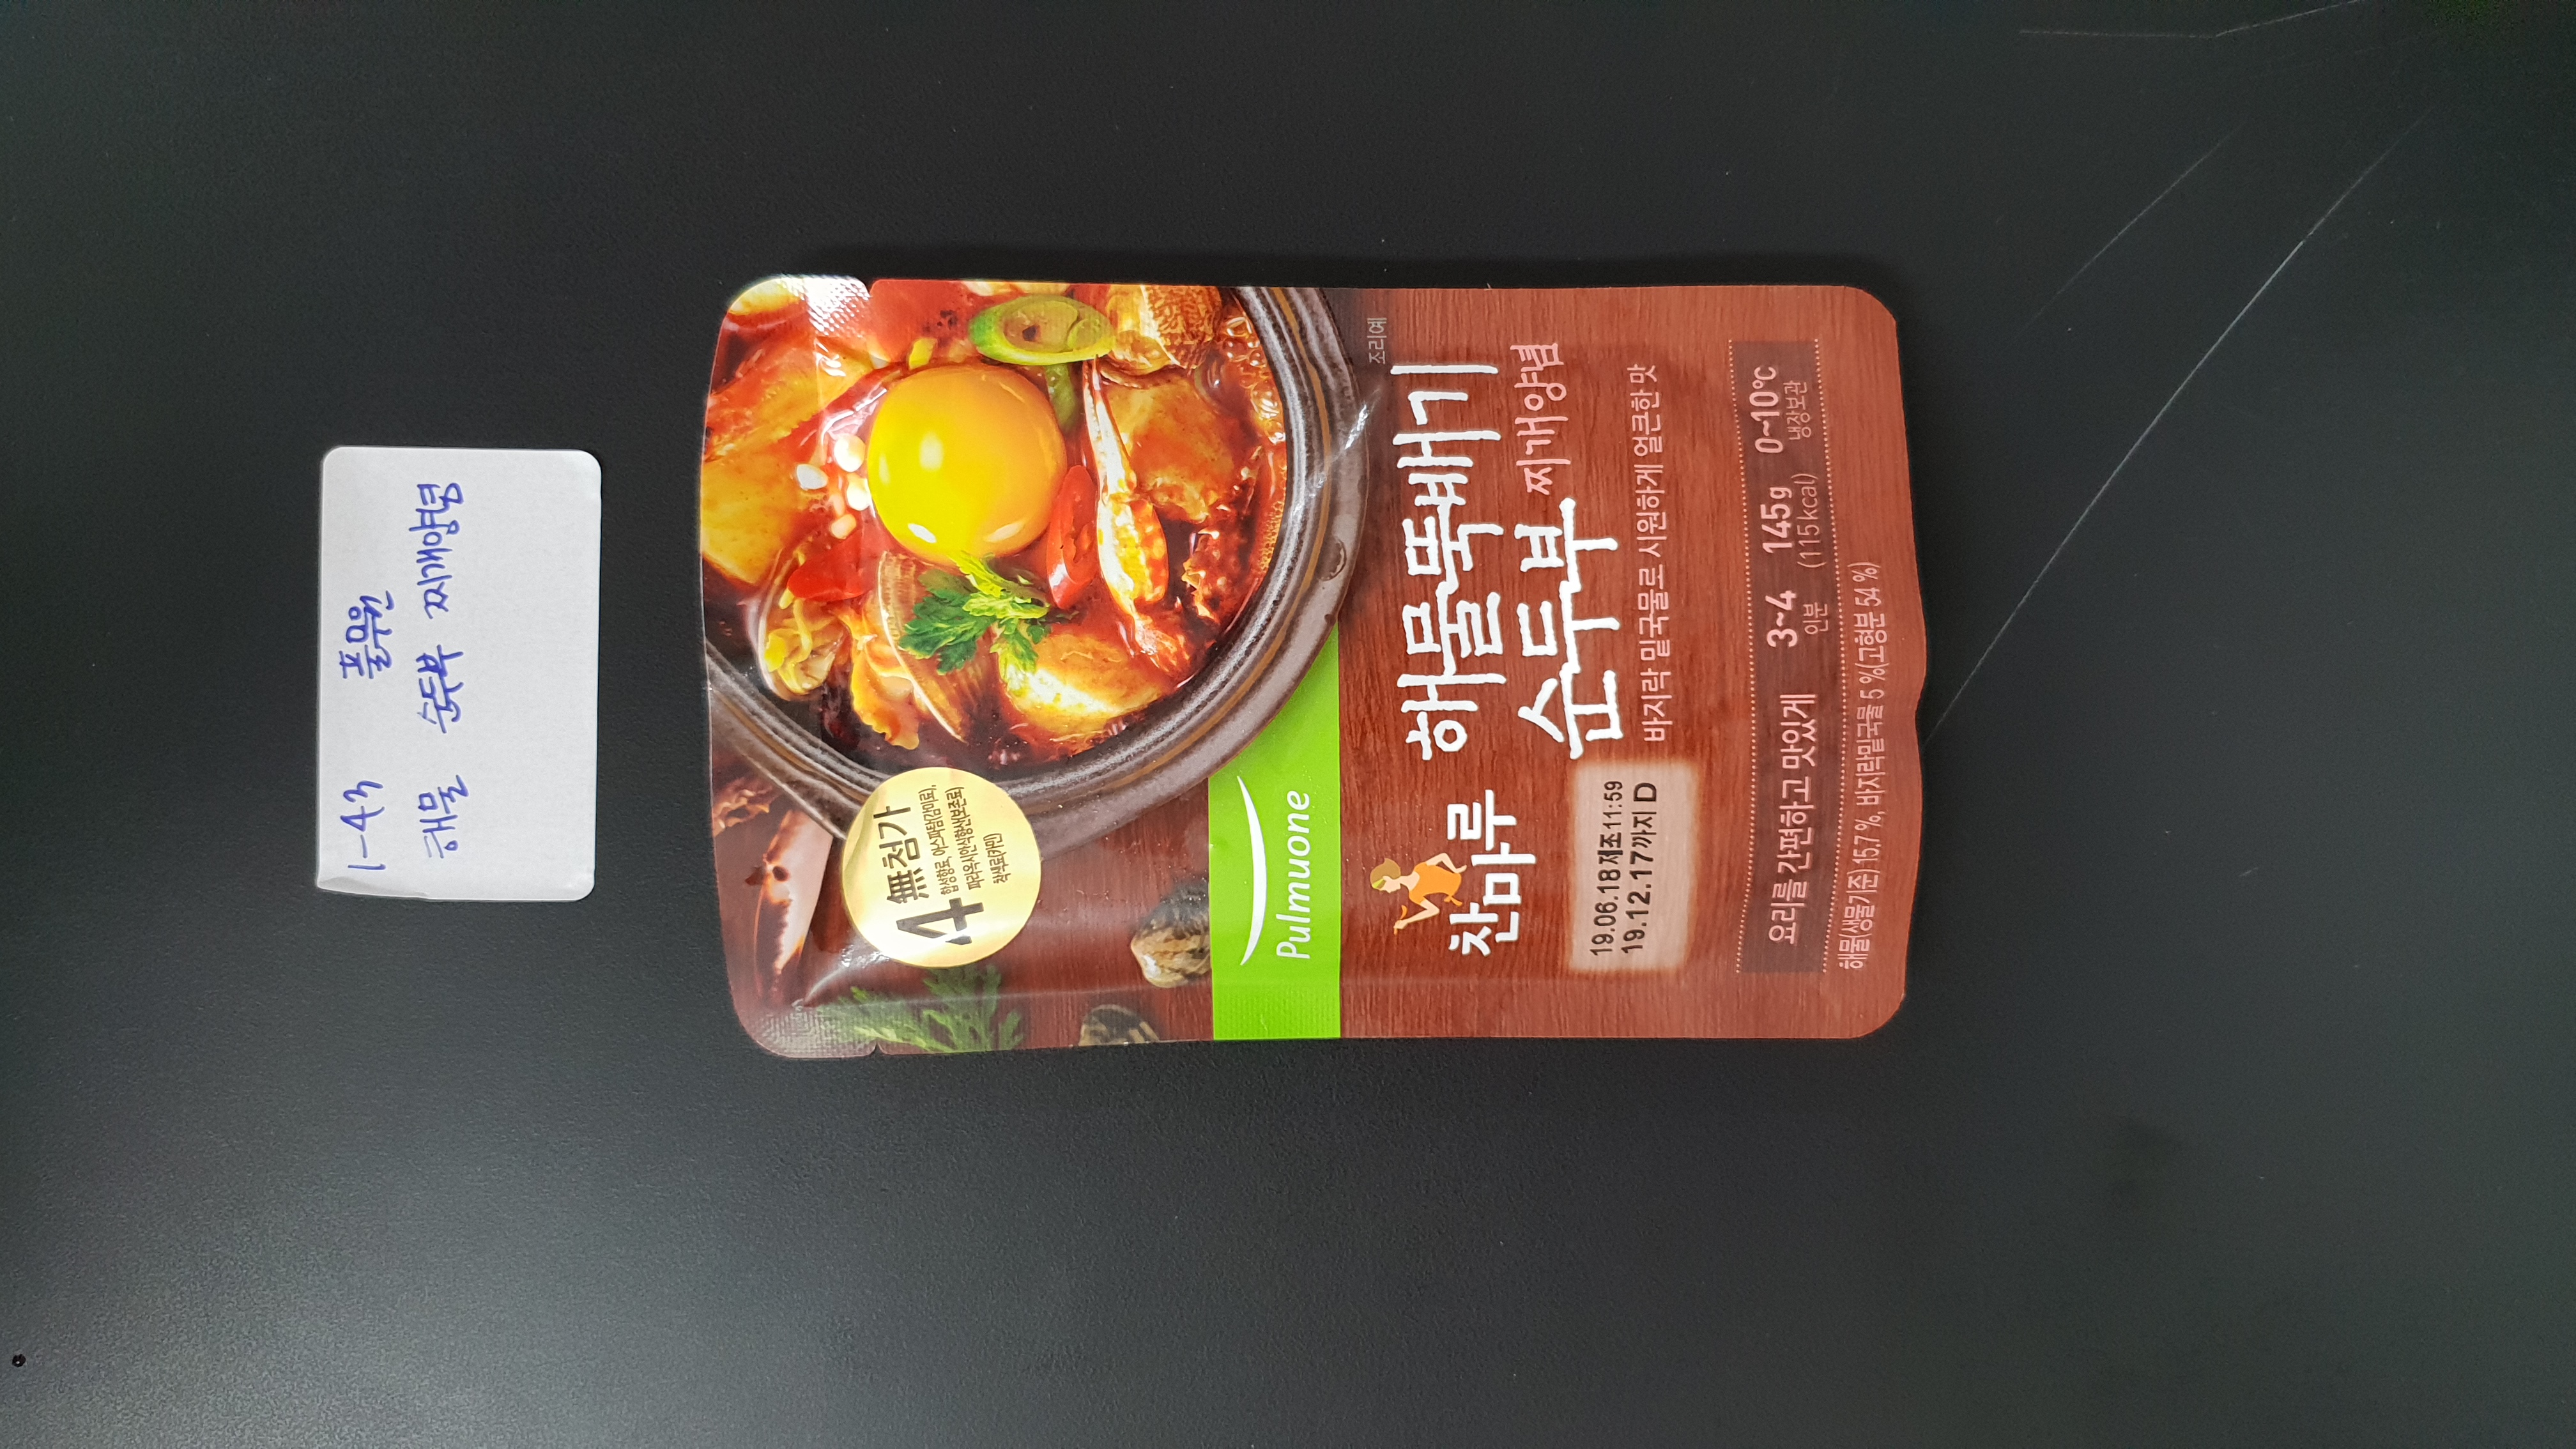 1-43 풀무원
해물 순두부 찌개양념
4 無첨가
합성향료, 아스파탐(감미료),
파라옥시안식향산(보존료)
착색료(카민)
Pulmuone
조리예
찬마루
해물뚝배기
순두부 찌개양념
19.06.18 제조 11:59
19.12.17까지 D
바지락 밑국물로 시원하게 얼큰한 맛
요리를 간편하고 맛있게
3~4 인분
145g (115 kcal)
0~10℃ 냉장보관
해물(생물기준) 15.7 %, 바지락밑국물 5 %(고형분 54 %)